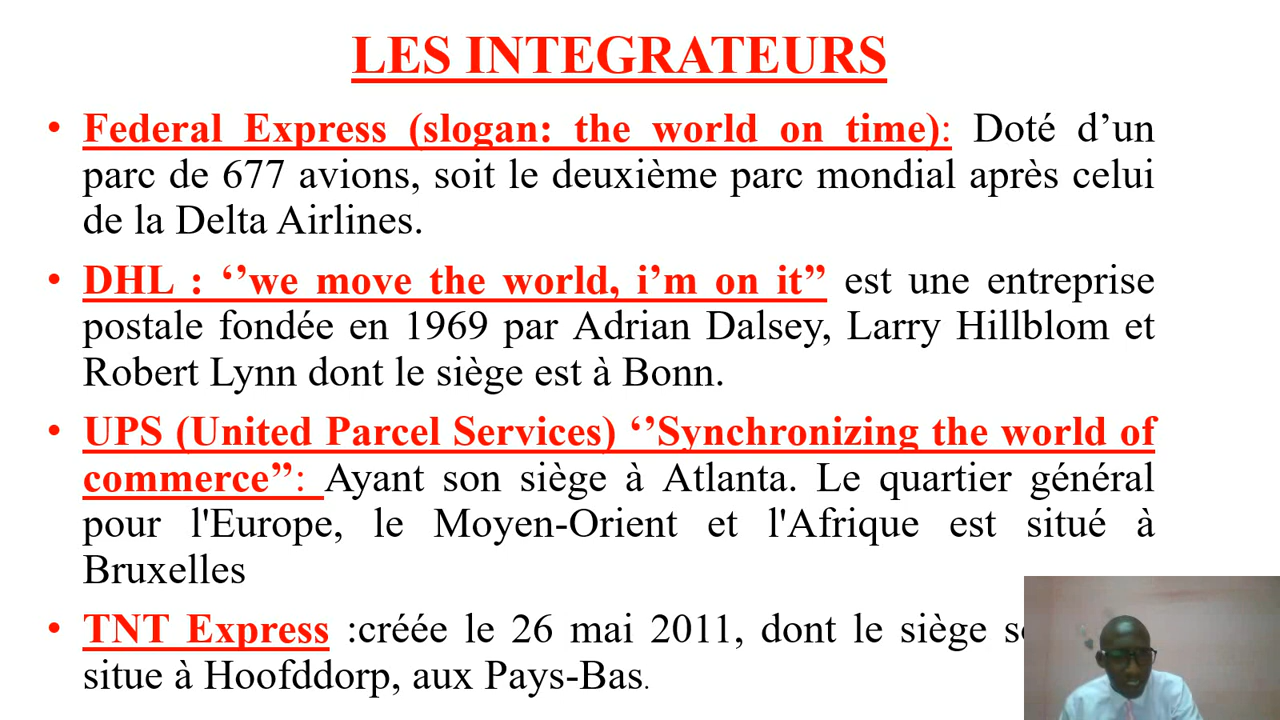 LES INTEGRATEURS
• Federal Express (slogan: the world on time): Doté d’un
parc de 677 avions, soit le deuxième parc mondial après celui
de la Delta Airlines.
• DHL : ‘’we move the world, i’m on it’’ est une entreprise
postale fondée en 1969 par Adrian Dalsey, Larry Hillblom et
Robert Lynn dont le siège est à Bonn.
• UPS (United Parcel Services) ‘’Synchronizing the world of
commerce’’: Ayant son siège à Atlanta. Le quartier général
pour l'Europe, le Moyen-Orient et l'Afrique est situé à
Bruxelles
• TNT Express :créée le 26 mai 2011, dont le siège
situe à Hoofddorp, aux Pays-Bas.